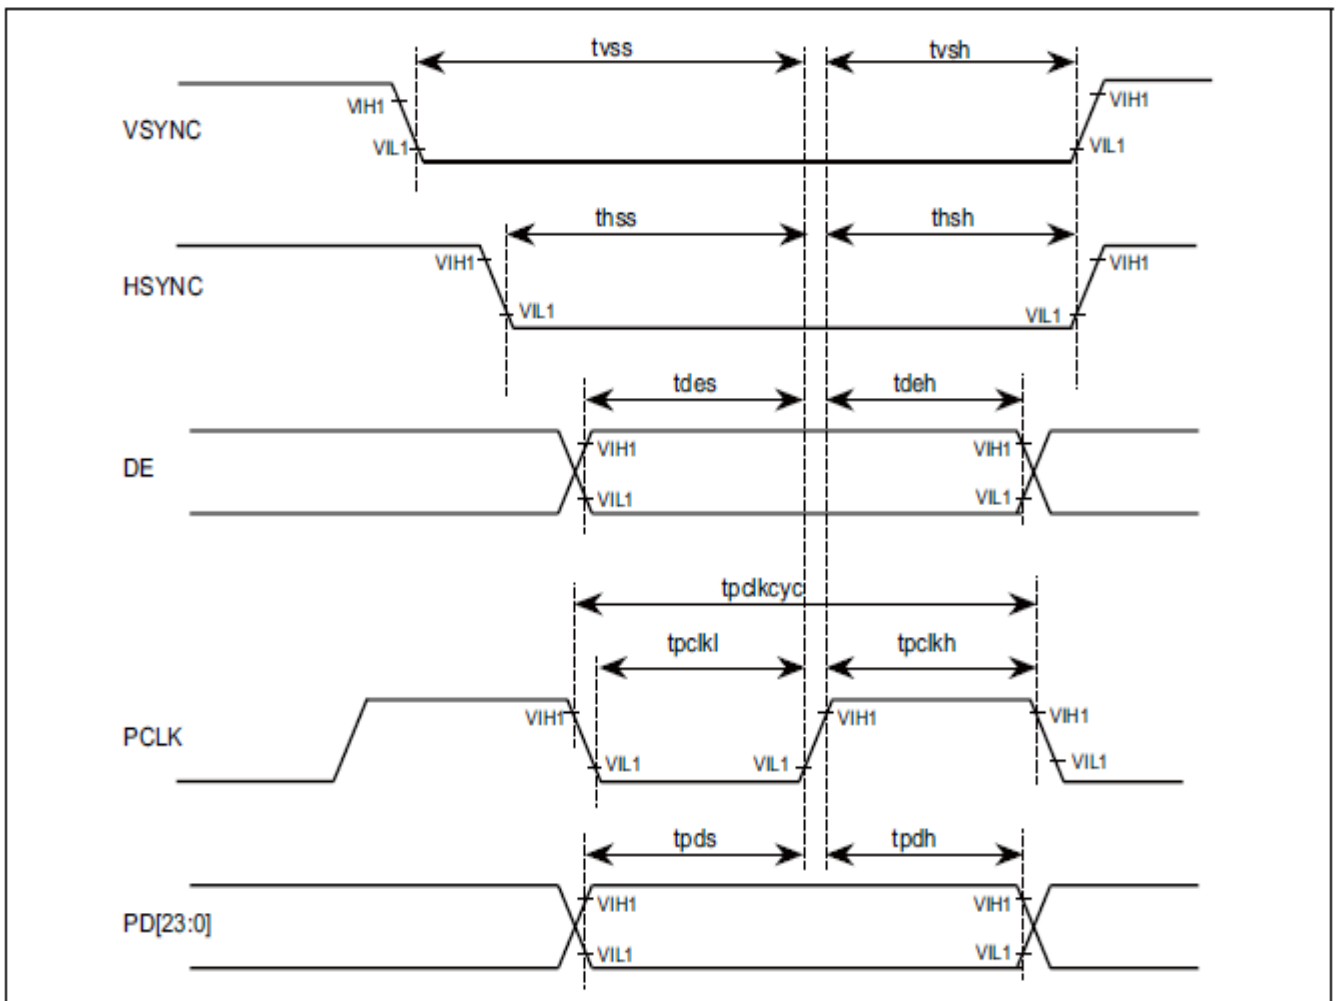 tvss tvsh
VIH1 VIH1
VSYNC
VIL1 VIL1
thss thsh
VIH1 VIH1
HSYNC
VIL1 VIL1
tdes tdeh
VIH1 VIH1
DE
VIL1 VIL1
tpclkcyc
tpclkl tpclkh
VIH1 VIH1 VIH1
PCLK
VIL1 VIL1 VIL1
tpds tpdh
VIH1 VIH1
PD[23:0]
VIL1 VIL1